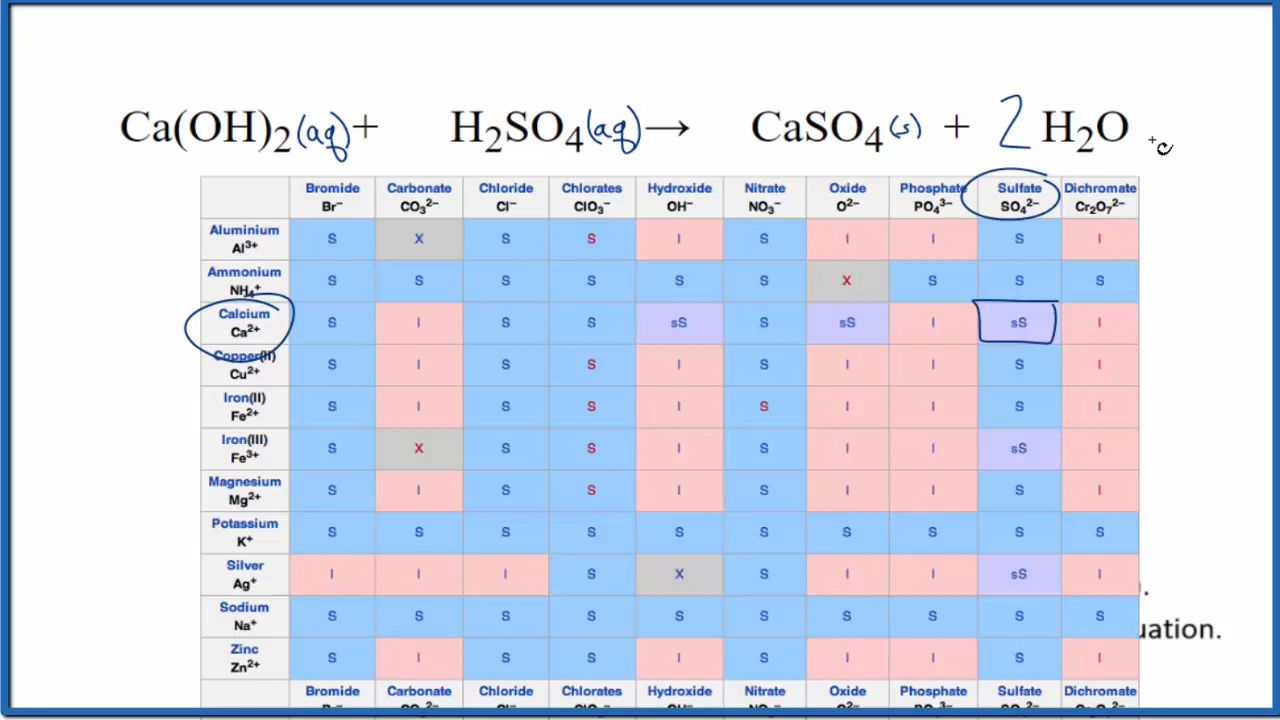 Ca(OH)₂(aq)+ H₂SO₄(aq)→ CaSO₄(s) + 2 H₂O
Bromide Carbonate Chloride Chlorates Hydroxide Nitrate Oxide Phosphate Sulfate Dichromate
Br⁻ CO₃²⁻ Cl⁻ ClO₃⁻ OH⁻ NO₃⁻ O²⁻ PO₄³⁻ SO₄²⁻ Cr₂O₇²⁻
Aluminium Al³⁺ S X S S I S I I S I
Ammonium NH₄⁺ S S S S S S X S S S
Calcium Ca²⁺ S I S S sS S sS I sS I
Copper(II) Cu²⁺ S I S S I S I I S I
Iron(II) Fe²⁺ S I S S I S I I S I
Iron(III) Fe³⁺ S X S S I S I I sS I
Magnesium Mg²⁺ S I S S I S I I S I
Potassium K⁺ S S S S S S S S S S
Silver Ag⁺ I I I S X S I I sS I
Sodium Na⁺ S S S S S S S S S S
Zinc Zn²⁺ S I S S I S I I S I
Bromide Carbonate Chloride Chlorates Hydroxide Nitrate Oxide Phosphate Sulfate Dichromate
uation.